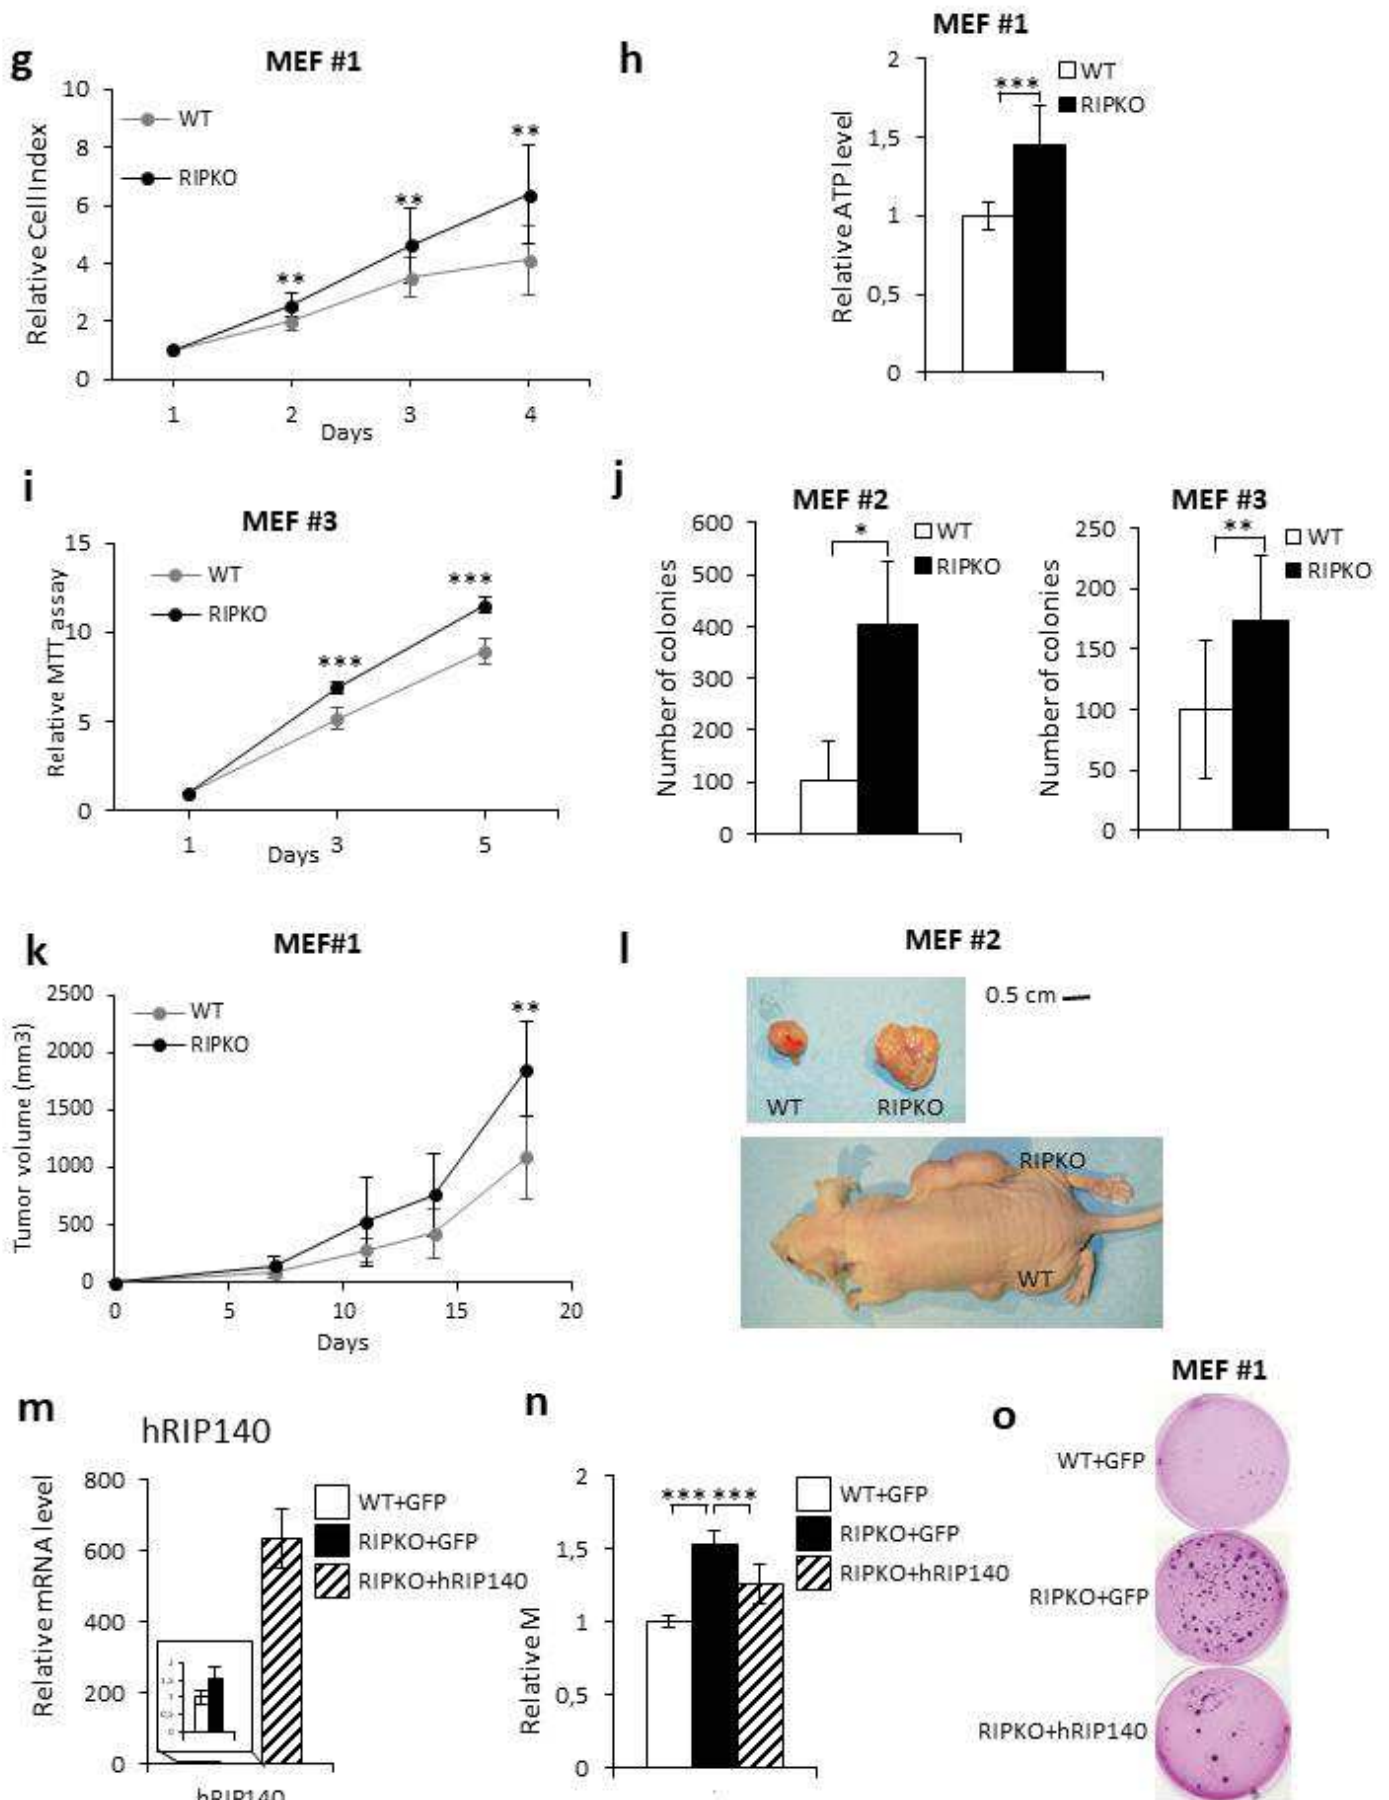 g
MEF #1
Relative Cell Index
10
8
6
4
2
0
WT
RIPKO
**
**
**
1 2 3 4
Days
h
MEF #1
Relative ATP level
2
1,5
1
0,5
0
***
WT
RIPKO
i
MEF #3
Relative MTT assay
15
10
5
0
WT
RIPKO
***
***
1 3 5
Days
j
MEF #2
Number of colonies
600
500
400
300
200
100
0
*
WT
RIPKO
MEF #3
Number of colonies
250
200
150
100
50
0
**
WT
RIPKO
k
MEF#1
Tumor volume (mm3)
2500
2000
1500
1000
500
0
WT
RIPKO
**
0 5 10 15 20
Days
l
MEF #2
0.5 cm
WT RIPKO
RIPKO
WT
m
hRIP140
Relative mRNA level
800
600
400
200
0
WT+GFP
RIPKO+GFP
RIPKO+hRIP140
hRIP140
n
Relative M
2
1,5
1
0,5
0
*** ***
WT+GFP
RIPKO+GFP
RIPKO+hRIP140
o
MEF #1
WT+GFP
RIPKO+GFP
RIPKO+hRIP140